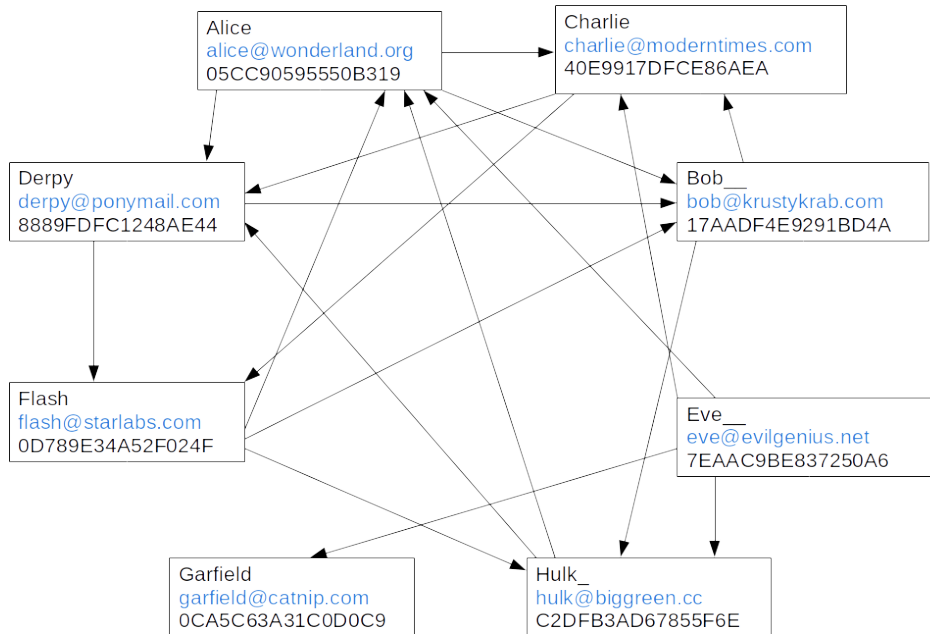 Alice
alice@wonderland.org
05CC90595550B319
Charlie
charlie@moderntimes.com
40E9917DFCE86AEA
Derpy
derpy@ponymail.com
8889FDFC1248AE44
Bob__
bob@krustykrab.com
17AADF4E9291BD4A
Flash
flash@starlabs.com
0D789E34A52F024F
Eve__
eve@evilgenius.net
7EAAC9BE837250A6
Garfield
garfield@catnip.com
0CA5C63A31C0D0C9
Hulk_
hulk@biggreen.cc
C2DFB3AD67855F6E